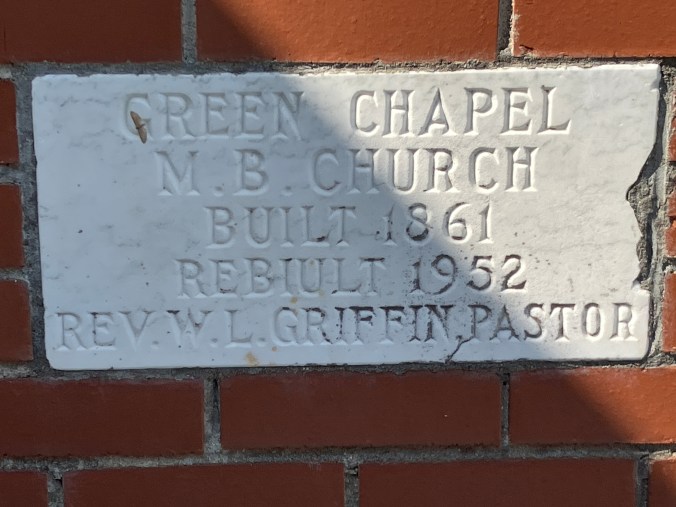 GREEN CHAPEL
M.B. CHURCH
BUILT 1861
REBIULT 1952
REV.W.L.GRIFFIN,PASTOR